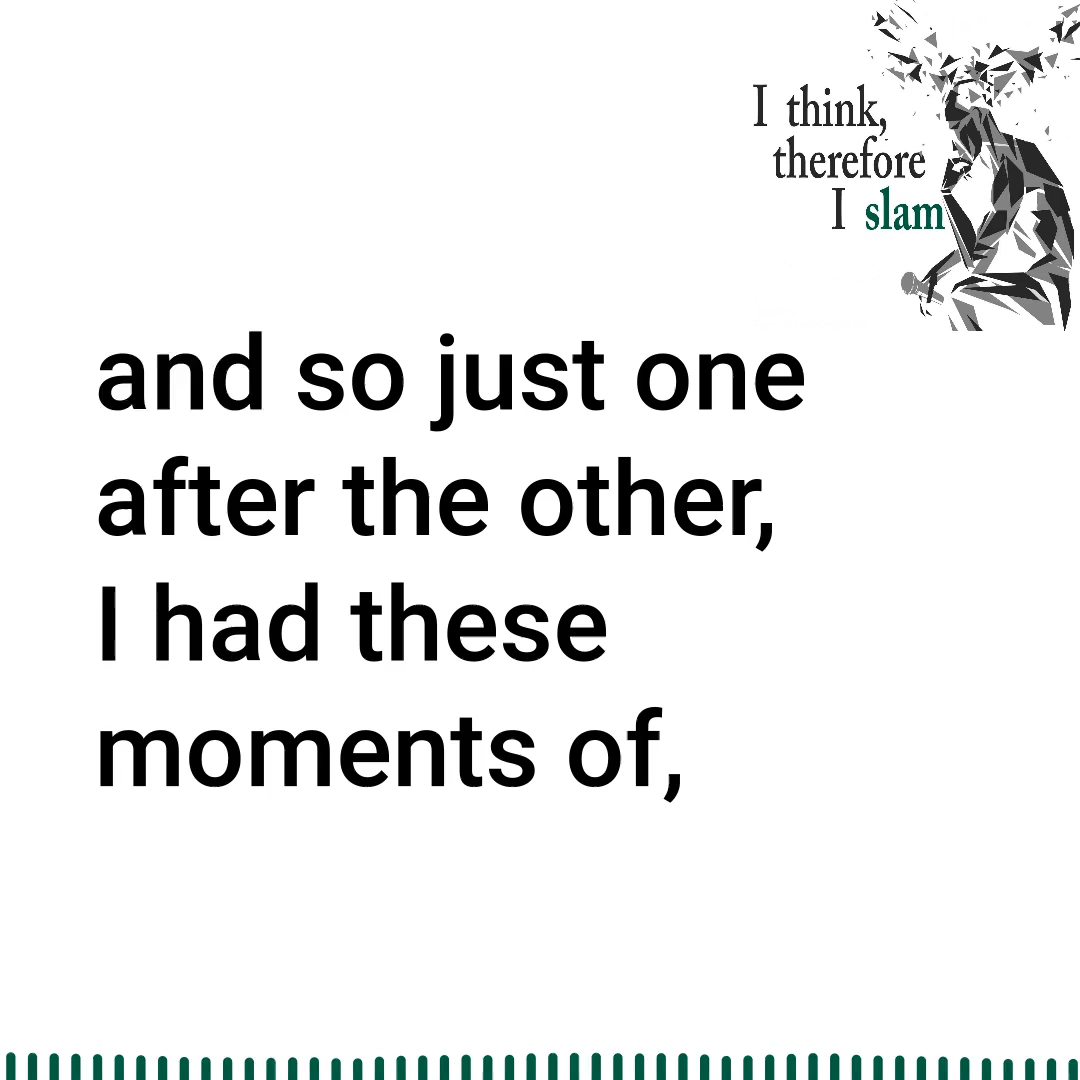 I think,
therefore
I slam
and so just one
after the other,
I had these
moments of,